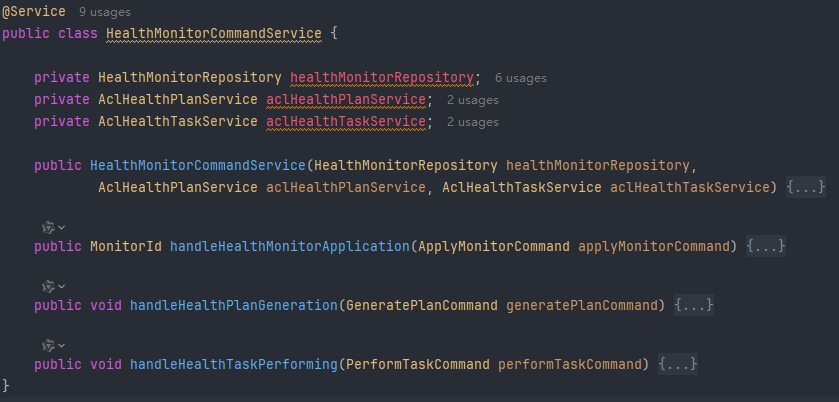 @Service 9 usages
public class HealthMonitorCommandService {
private HealthMonitorRepository healthMonitorRepository; 6 usages
private AclHealthPlanService aclHealthPlanService; 2 usages
private AclHealthTaskService aclHealthTaskService; 2 usages
public HealthMonitorCommandService(HealthMonitorRepository healthMonitorRepository,
AclHealthPlanService aclHealthPlanService, AclHealthTaskService aclHealthTaskService) {...}
public MonitorId handleHealthMonitorApplication(ApplyMonitorCommand applyMonitorCommand) {...}
public void handleHealthPlanGeneration(GeneratePlanCommand generatePlanCommand) {...}
public void handleHealthTaskPerforming(PerformTaskCommand performTaskCommand) {...}
}